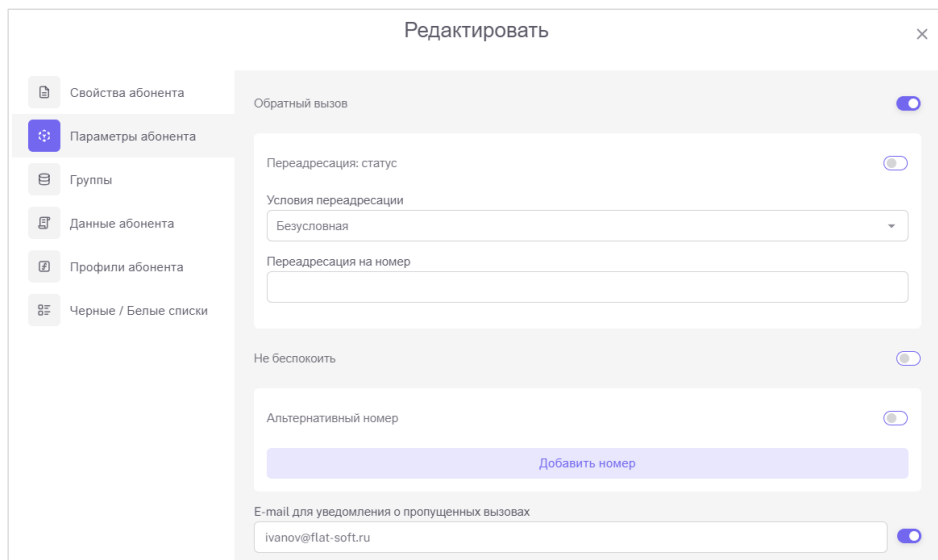 Редактировать
Свойства абонента
Параметры абонента
Группы
Данные абонента
Профили абонента
Черные / Белые списки
Обратный вызов
Переадресация: статус
Условия переадресации
Безусловная
Переадресация на номер
Не беспокоить
Альтернативный номер
Добавить номер
E-mail для уведомления о пропущенных вызовах
ivanov@flat-soft.ru